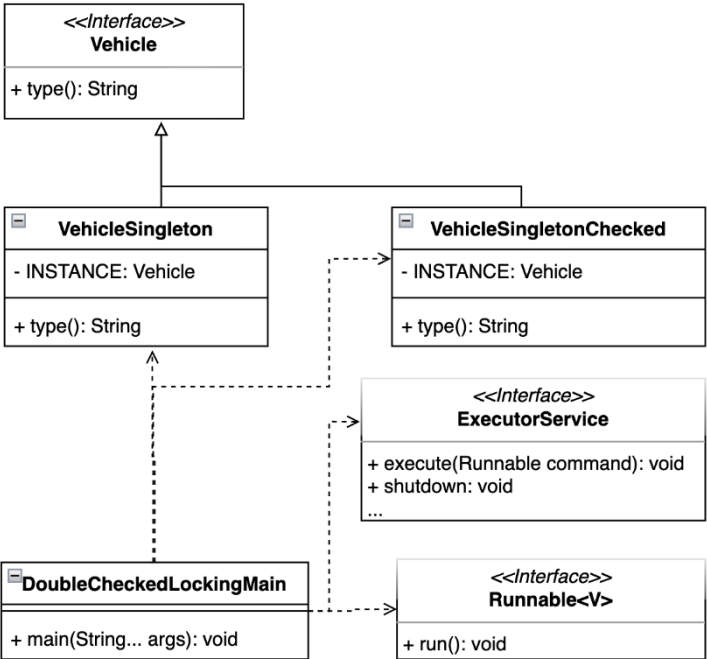 <<Interface>>
Vehicle
+ type(): String
VehicleSingleton
- INSTANCE: Vehicle
+ type(): String
VehicleSingletonChecked
- INSTANCE: Vehicle
+ type(): String
<<Interface>>
ExecutorService
+ execute(Runnable command): void
+ shutdown: void
...
DoubleCheckedLockingMain
+ main(String... args): void
<<Interface>>
Runnable<V>
+ run(): void